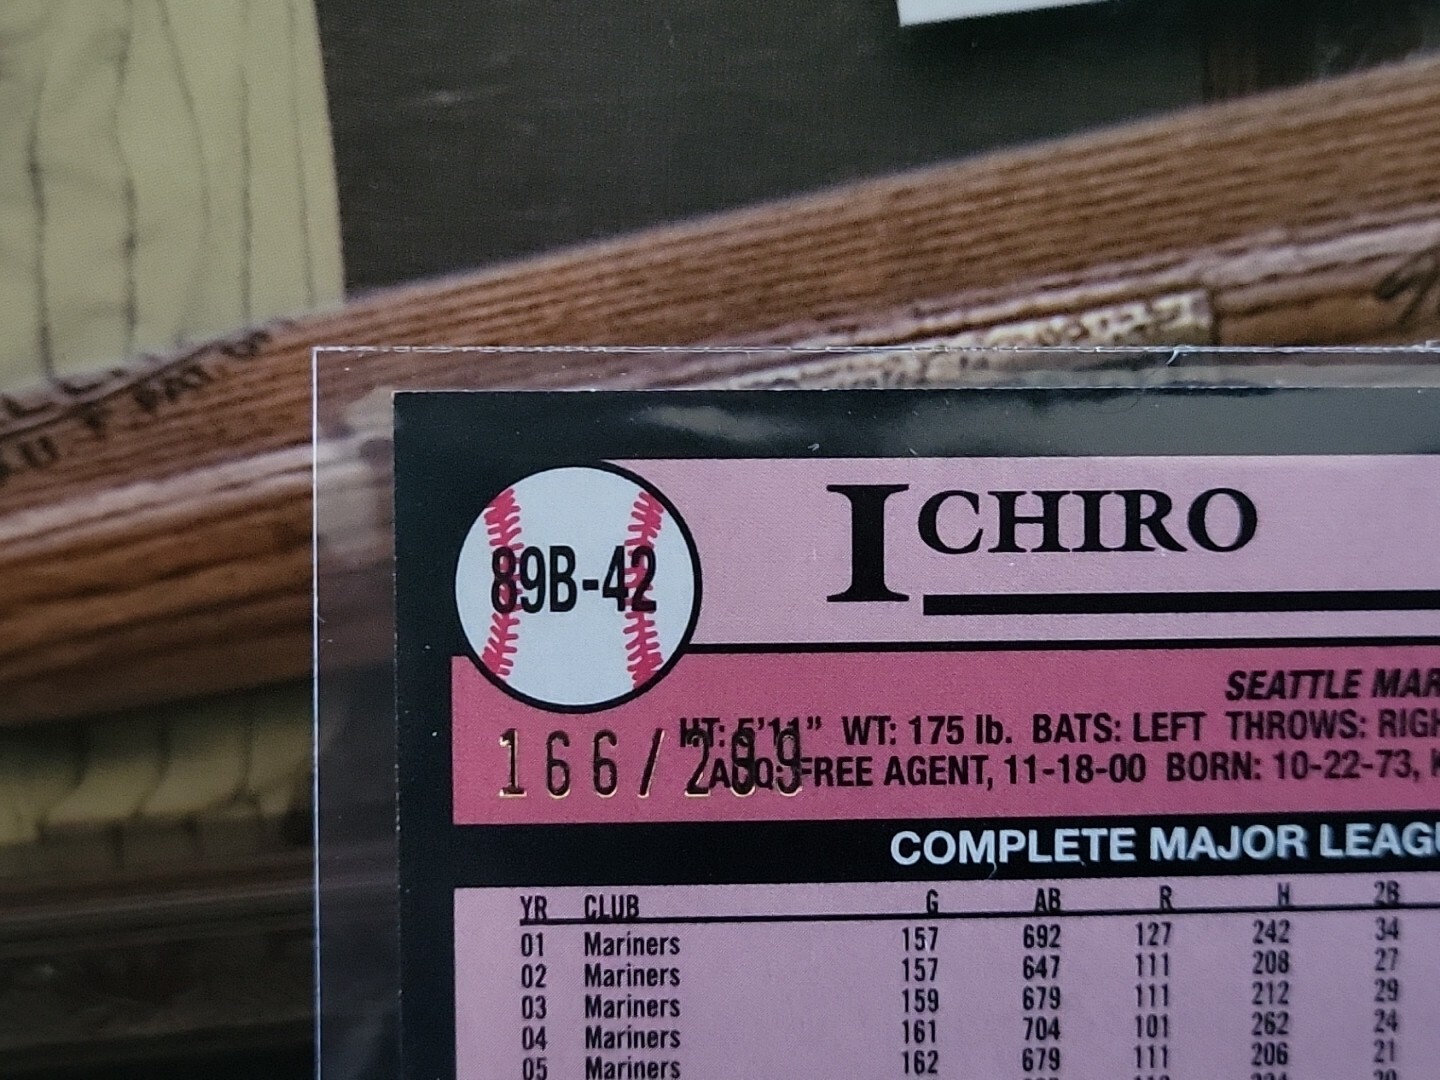 89B-42
ICHIRO
SEATTLE MAR
HT: 5'11" WT: 175 lb. BATS: LEFT THROWS: RIGH
ACQ: FREE AGENT, 11-18-00 BORN: 10-22-73, K
166/299
COMPLETE MAJOR LEAGU
YR CLUB G AB R H 2B
01 Mariners 157 692 127 242 34
02 Mariners 157 647 111 208 27
03 Mariners 159 679 111 212 29
04 Mariners 161 704 101 262 24
05 Mariners 162 679 111 206 21